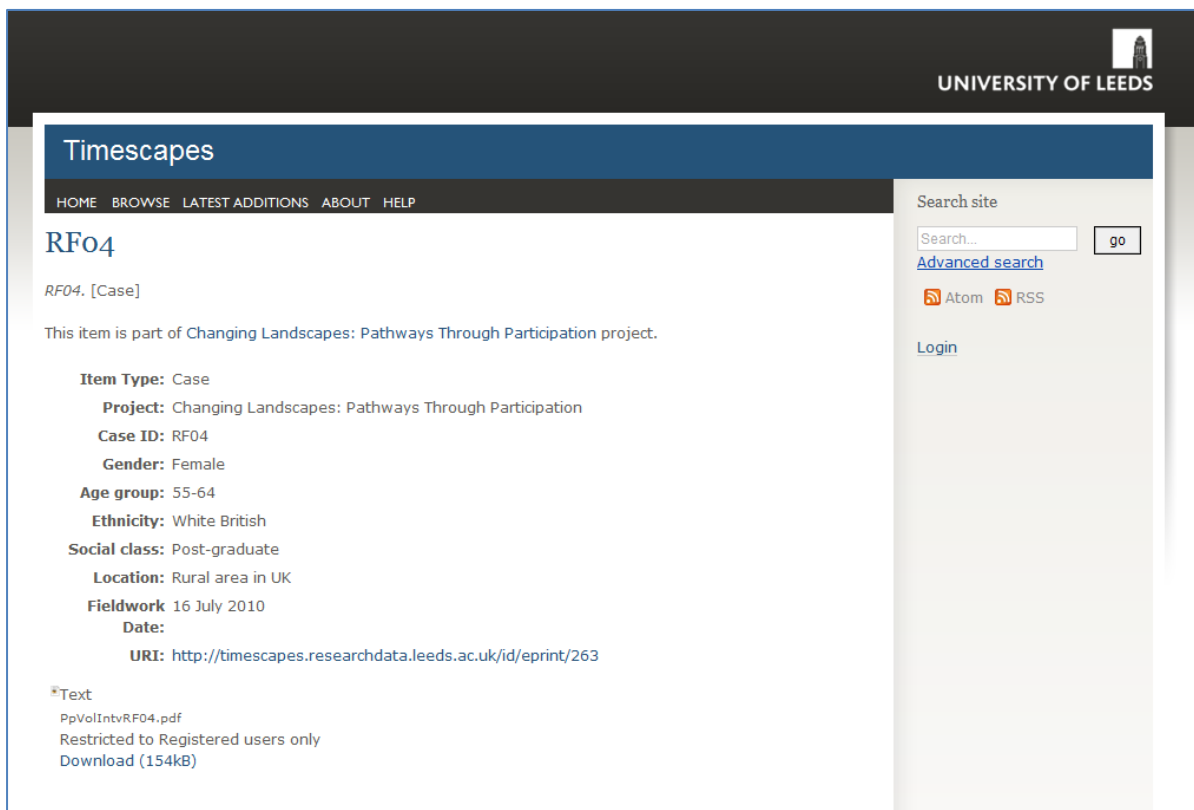 UNIVERSITY OF LEEDS
Timescapes
HOME BROWSE LATEST ADDITIONS ABOUT HELP
RF04
RF04. [Case]
This item is part of Changing Landscapes: Pathways Through Participation project.
Item Type: Case
Project: Changing Landscapes: Pathways Through Participation
Case ID: RF04
Gender: Female
Age group: 55-64
Ethnicity: White British
Social class: Post-graduate
Location: Rural area in UK
Fieldwork 16 July 2010
Date:
URI: http://timescapes.researchdata.leeds.ac.uk/id/eprint/263
Text
PpVolIntvRF04.pdf
Restricted to Registered users only
Download (154kB)
Search site
Search... go
Advanced search
Atom RSS
Login